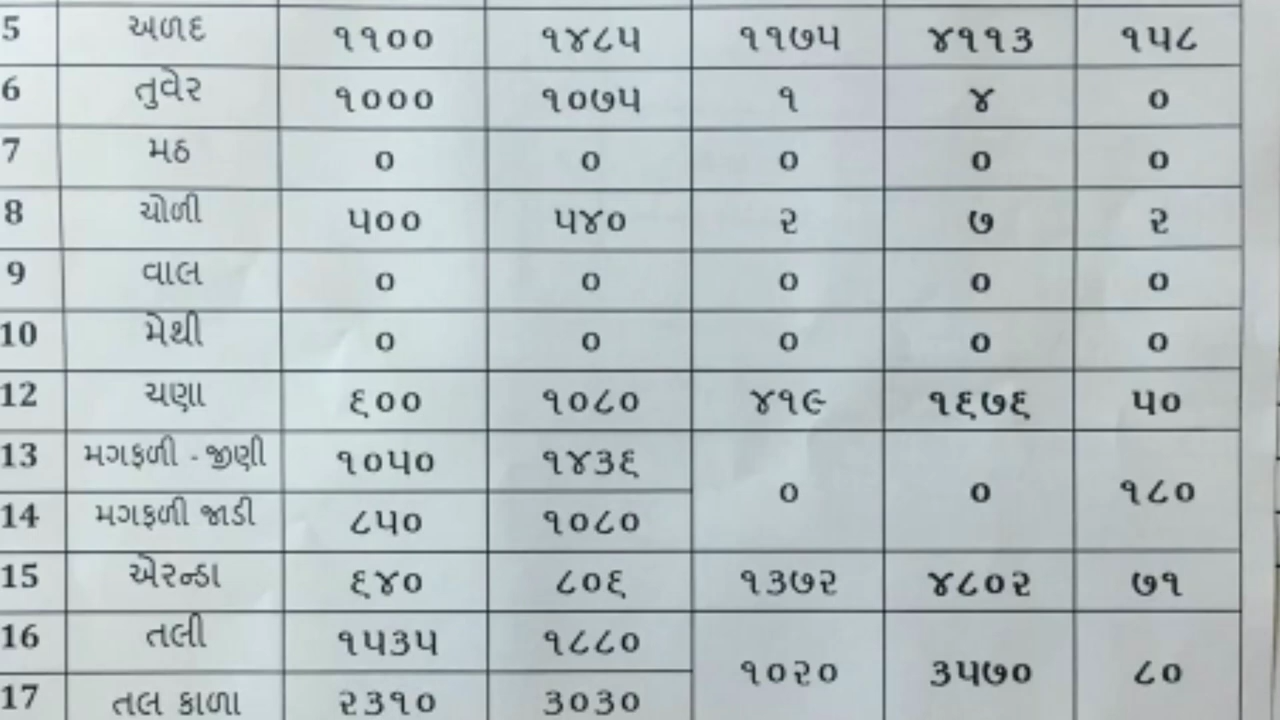 5 અળદ ૧૧૦૦ ૧૪૮૫ ૧૧૭૫ ૪૧૧૩ ૧૫૮
6 તુવેર ૧૦૦૦ ૧૦૭૫ ૧ ૪ ૦
7 મઠ ૦ ૦ ૦ ૦ ૦
8 ચોળી ૫૦૦ ૫૪૦ ૨ ૭ ૨
9 વાલ ૦ ૦ ૦ ૦ ૦
10 મેથી ૦ ૦ ૦ ૦ ૦
12 ચણા ૬૦૦ ૧૦૮૦ ૪૧૯ ૧૬૭૬ ૫૦
13 મગફળી - જીણી ૧૦૫૦ ૧૪૩૬
૦ ૦ ૧૮૦
14 મગફળી જાડી ૮૫૦ ૧૦૮૦
15 એરન્ડા ૬૪૦ ૮૦૬ ૧૩૭૨ ૪૮૦૨ ૭૧
16 તલી ૧૫૩૫ ૧૮૮૦
૧૦૨૦ ૩૫૭૦ ૮૦
17 તલ કાળા ૨૩૧૦ ૩૦૩૦